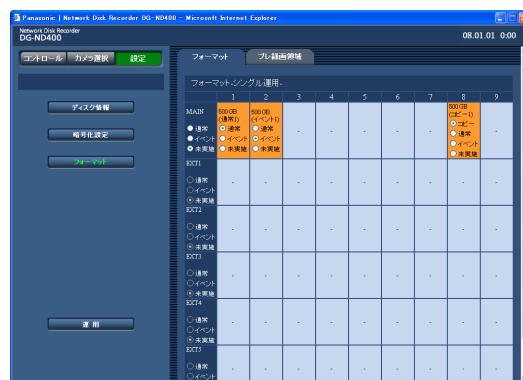 Panasonic | Network Disk Recorder DG-ND400 - Microsoft Internet Explorer
Network Disk Recorder
DG-ND400
08.01.01 0:00
コントロール カメラ選択 設定
フォーマット プレ録画領域
フォーマット-シングル運用-
ディスク情報
暗号化設定
フォーマット
運用
1 2 3 4 5 6 7 8 9
MAIN
通常
イベント
未実施
500GB
(通常1)
通常
イベント
未実施
500GB
(イベント1)
通常
イベント
未実施
- - - - -
500GB
(コピー1)
コピー
通常
イベント
未実施
-
EXT1
通常
イベント
未実施
- - - - - - - - -
EXT2
通常
イベント
未実施
- - - - - - - - -
EXT3
通常
イベント
未実施
- - - - - - - - -
EXT4
通常
イベント
未実施
- - - - - - - - -
EXT5
通常
イベント
- - - - - - - - -